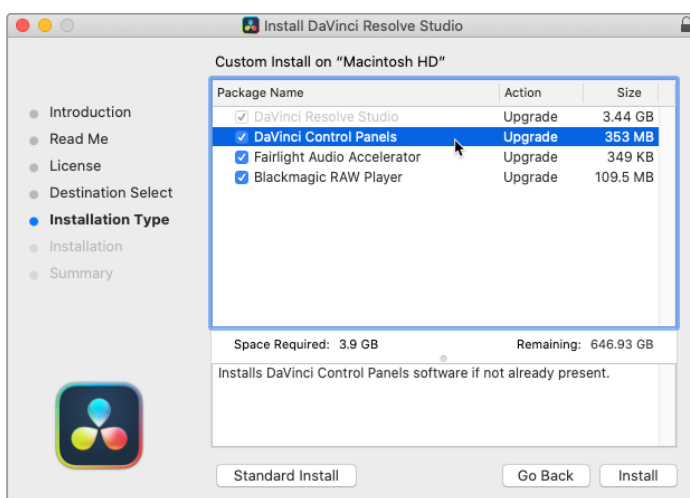 Install DaVinci Resolve Studio
Custom Install on “Macintosh HD”
Introduction
Read Me
License
Destination Select
Installation Type
Installation
Summary
Package Name Action Size
DaVinci Resolve Studio Upgrade 3.44 GB
DaVinci Control Panels Upgrade 353 MB
Fairlight Audio Accelerator Upgrade 349 KB
Blackmagic RAW Player Upgrade 109.5 MB
Space Required: 3.9 GB Remaining: 646.93 GB
Installs DaVinci Control Panels software if not already present.
Standard Install Go Back Install